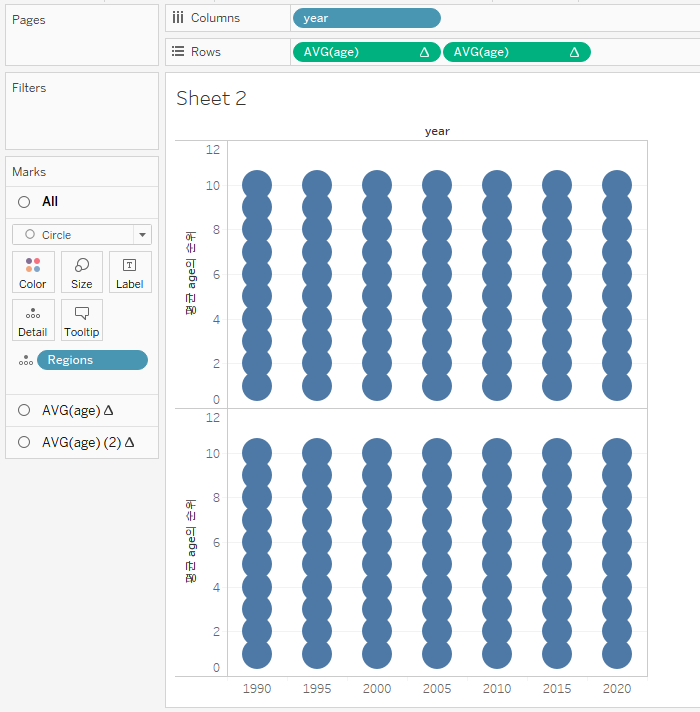 Pages
Columns
year
Rows
AVG(age) Δ
AVG(age) Δ
Filters
Marks
All
Circle
Color
Size
Label
Detail
Tooltip
Regions
AVG(age) Δ
AVG(age) (2) Δ
Sheet 2
year
12
10
8
6
4
2
0
평균 age의 순위
12
10
8
6
4
2
0
평균 age의 순위
1990 1995 2000 2005 2010 2015 2020